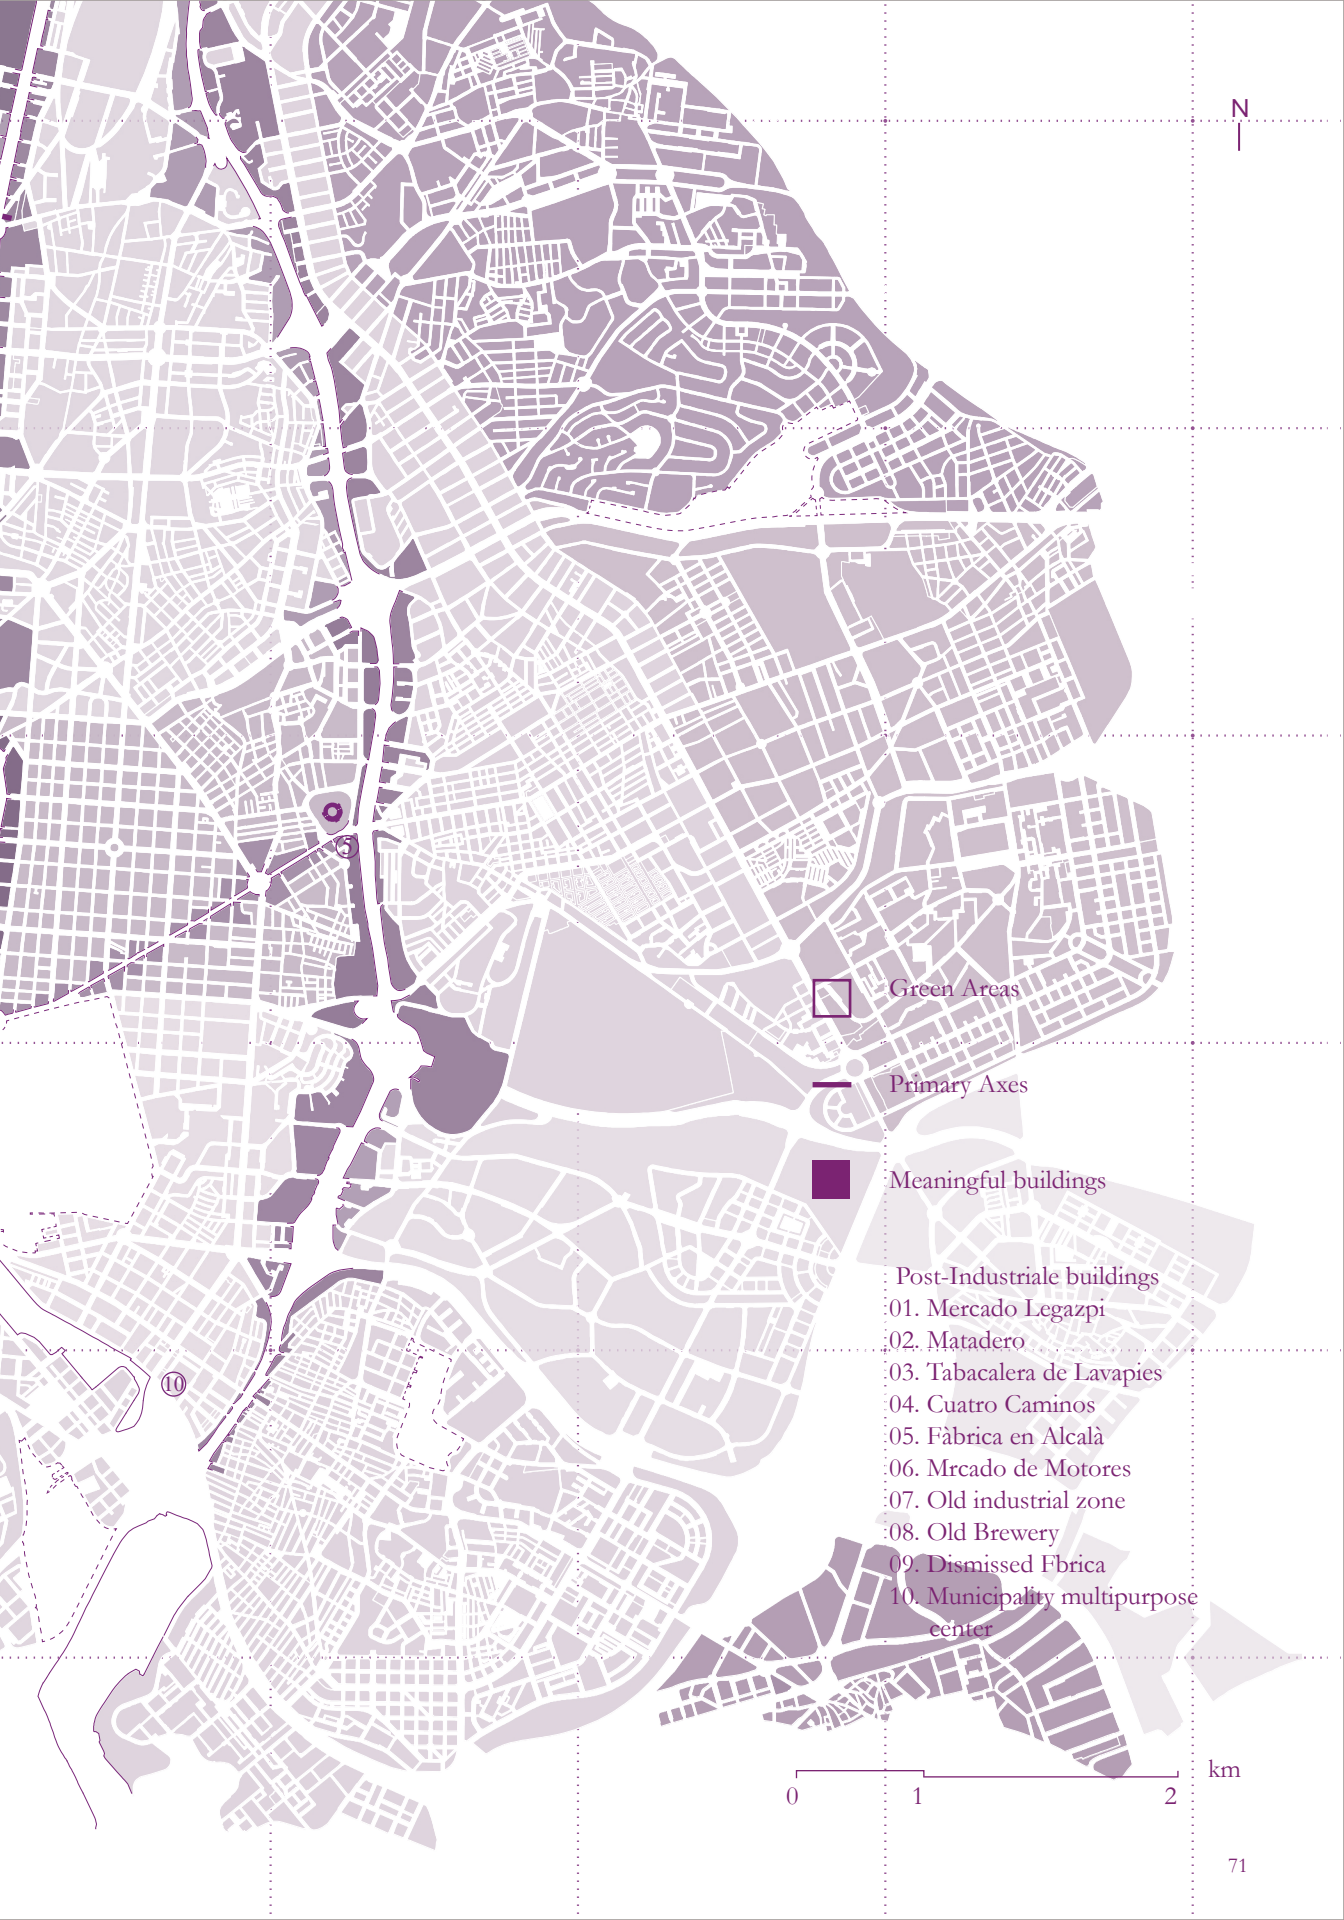 N
5
Green Areas
Primary Axes
Meaningful buildings
Post-Industriale buildings
01. Mercado Legazpi
02. Matadero
03. Tabacalera de Lavapies
04. Cuatro Caminos
05. Fàbrica en Alcalà
06. Mrcado de Motores
07. Old industrial zone
08. Old Brewery
09. Dismissed Fbrica
10. Municipality multipurpose
center
10
km
0 1 2
71